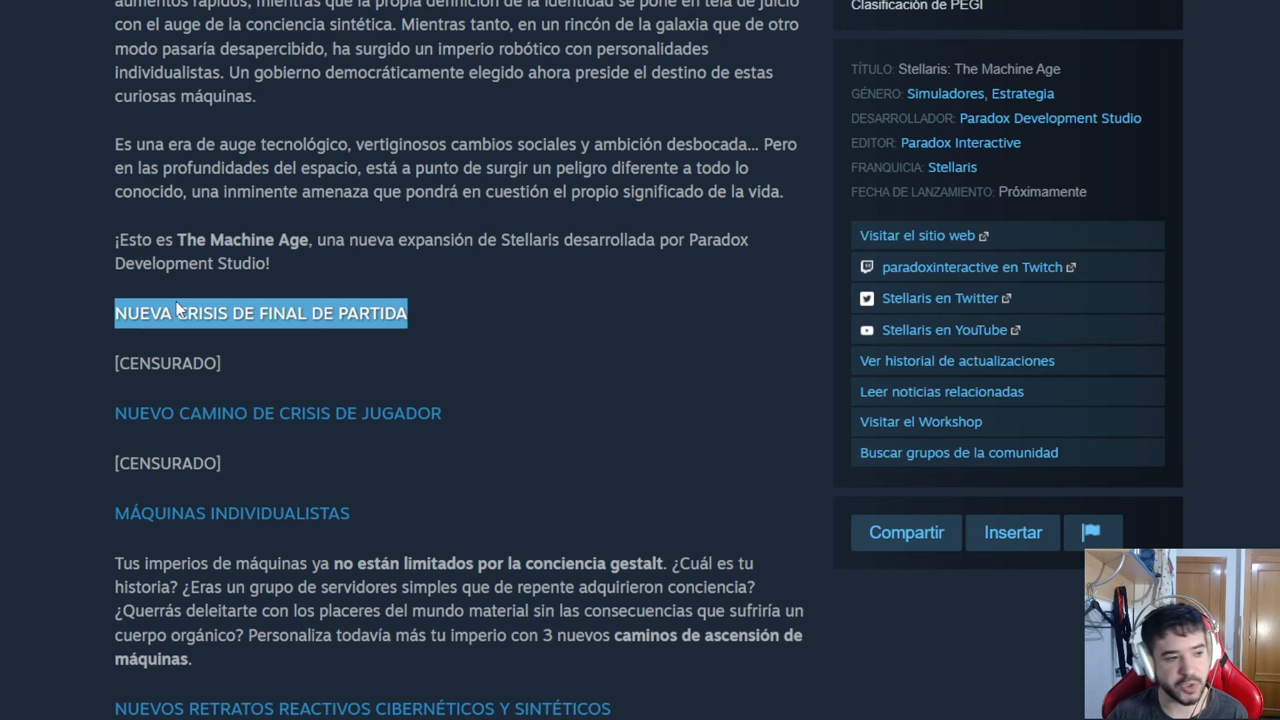 aumentos rápidos, mientras que la propia definición de la identidad se pone en tela de juicio
con el auge de la conciencia sintética. Mientras tanto, en un rincón de la galaxia que de otro
modo pasaría desapercibido, ha surgido un imperio robótico con personalidades
individualistas. Un gobierno democráticamente elegido ahora preside el destino de estas
curiosas máquinas.
Es una era de auge tecnológico, vertiginosos cambios sociales y ambición desbocada... Pero
en las profundidades del espacio, está a punto de surgir un peligro diferente a todo lo
conocido, una inminente amenaza que pondrá en cuestión el propio significado de la vida.
¡Esto es The Machine Age, una nueva expansión de Stellaris desarrollada por Paradox
Development Studio!
NUEVA CRISIS DE FINAL DE PARTIDA
[CENSURADO]
NUEVO CAMINO DE CRISIS DE JUGADOR
[CENSURADO]
MÁQUINAS INDIVIDUALISTAS
Tus imperios de máquinas ya no están limitados por la conciencia gestalt. ¿Cuál es tu
historia? ¿Eras un grupo de servidores simples que de repente adquirieron conciencia?
¿Querrás deleitarte con los placeres del mundo material sin las consecuencias que sufriría un
cuerpo orgánico? Personaliza todavía más tu imperio con 3 nuevos caminos de ascensión de
máquinas.
NUEVOS RETRATOS REACTIVOS CIBERNÉTICOS Y SINTÉTICOS
Clasificación de PEGI
TÍTULO: Stellaris: The Machine Age
GÉNERO: Simuladores, Estrategia
DESARROLLADOR: Paradox Development Studio
EDITOR: Paradox Interactive
FRANQUICIA: Stellaris
FECHA DE LANZAMIENTO: Próximamente
Visitar el sitio web
paradoxinteractive en Twitch
Stellaris en Twitter
Stellaris en YouTube
Ver historial de actualizaciones
Leer noticias relacionadas
Visitar el Workshop
Buscar grupos de la comunidad
Compartir Insertar